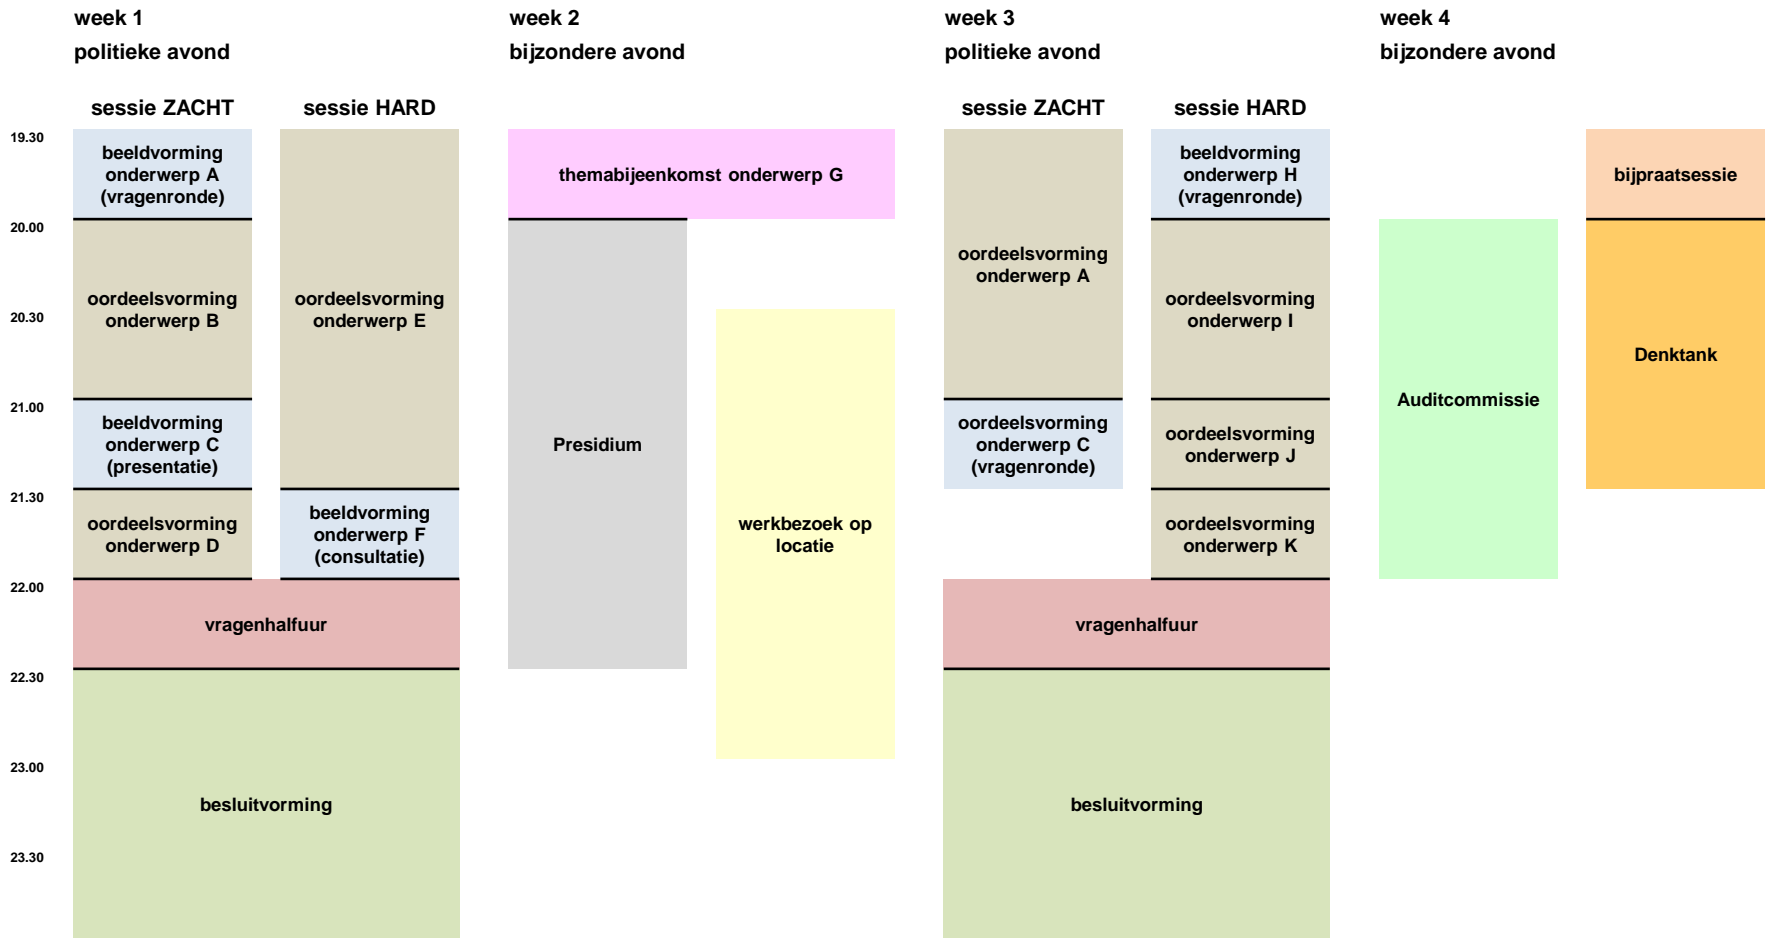 week 1
politieke avond
week 2
bijzondere avond
week 3
politieke avond
week 4
bijzondere avond
sessie ZACHT
sessie HARD
sessie ZACHT
sessie HARD
19.30
20.00
20.30
21.00
21.30
22.00
22.30
23.00
23.30
beeldvorming
onderwerp A
(vragenronde)
oordeelsvorming
onderwerp B
beeldvorming
onderwerp C
(presentatie)
oordeelsvorming
onderwerp D
oordeelsvorming
onderwerp E
beeldvorming
onderwerp F
(consultatie)
vragenhalfuur
besluitvorming
themabijeenkomst onderwerp G
Presidium
werkbezoek op
locatie
oordeelsvorming
onderwerp A
oordeelsvorming
onderwerp C
(vragenronde)
beeldvorming
onderwerp H
(vragenronde)
oordeelsvorming
onderwerp I
oordeelsvorming
onderwerp J
oordeelsvorming
onderwerp K
vragenhalfuur
besluitvorming
Auditcommissie
bijpraatsessie
Denktank